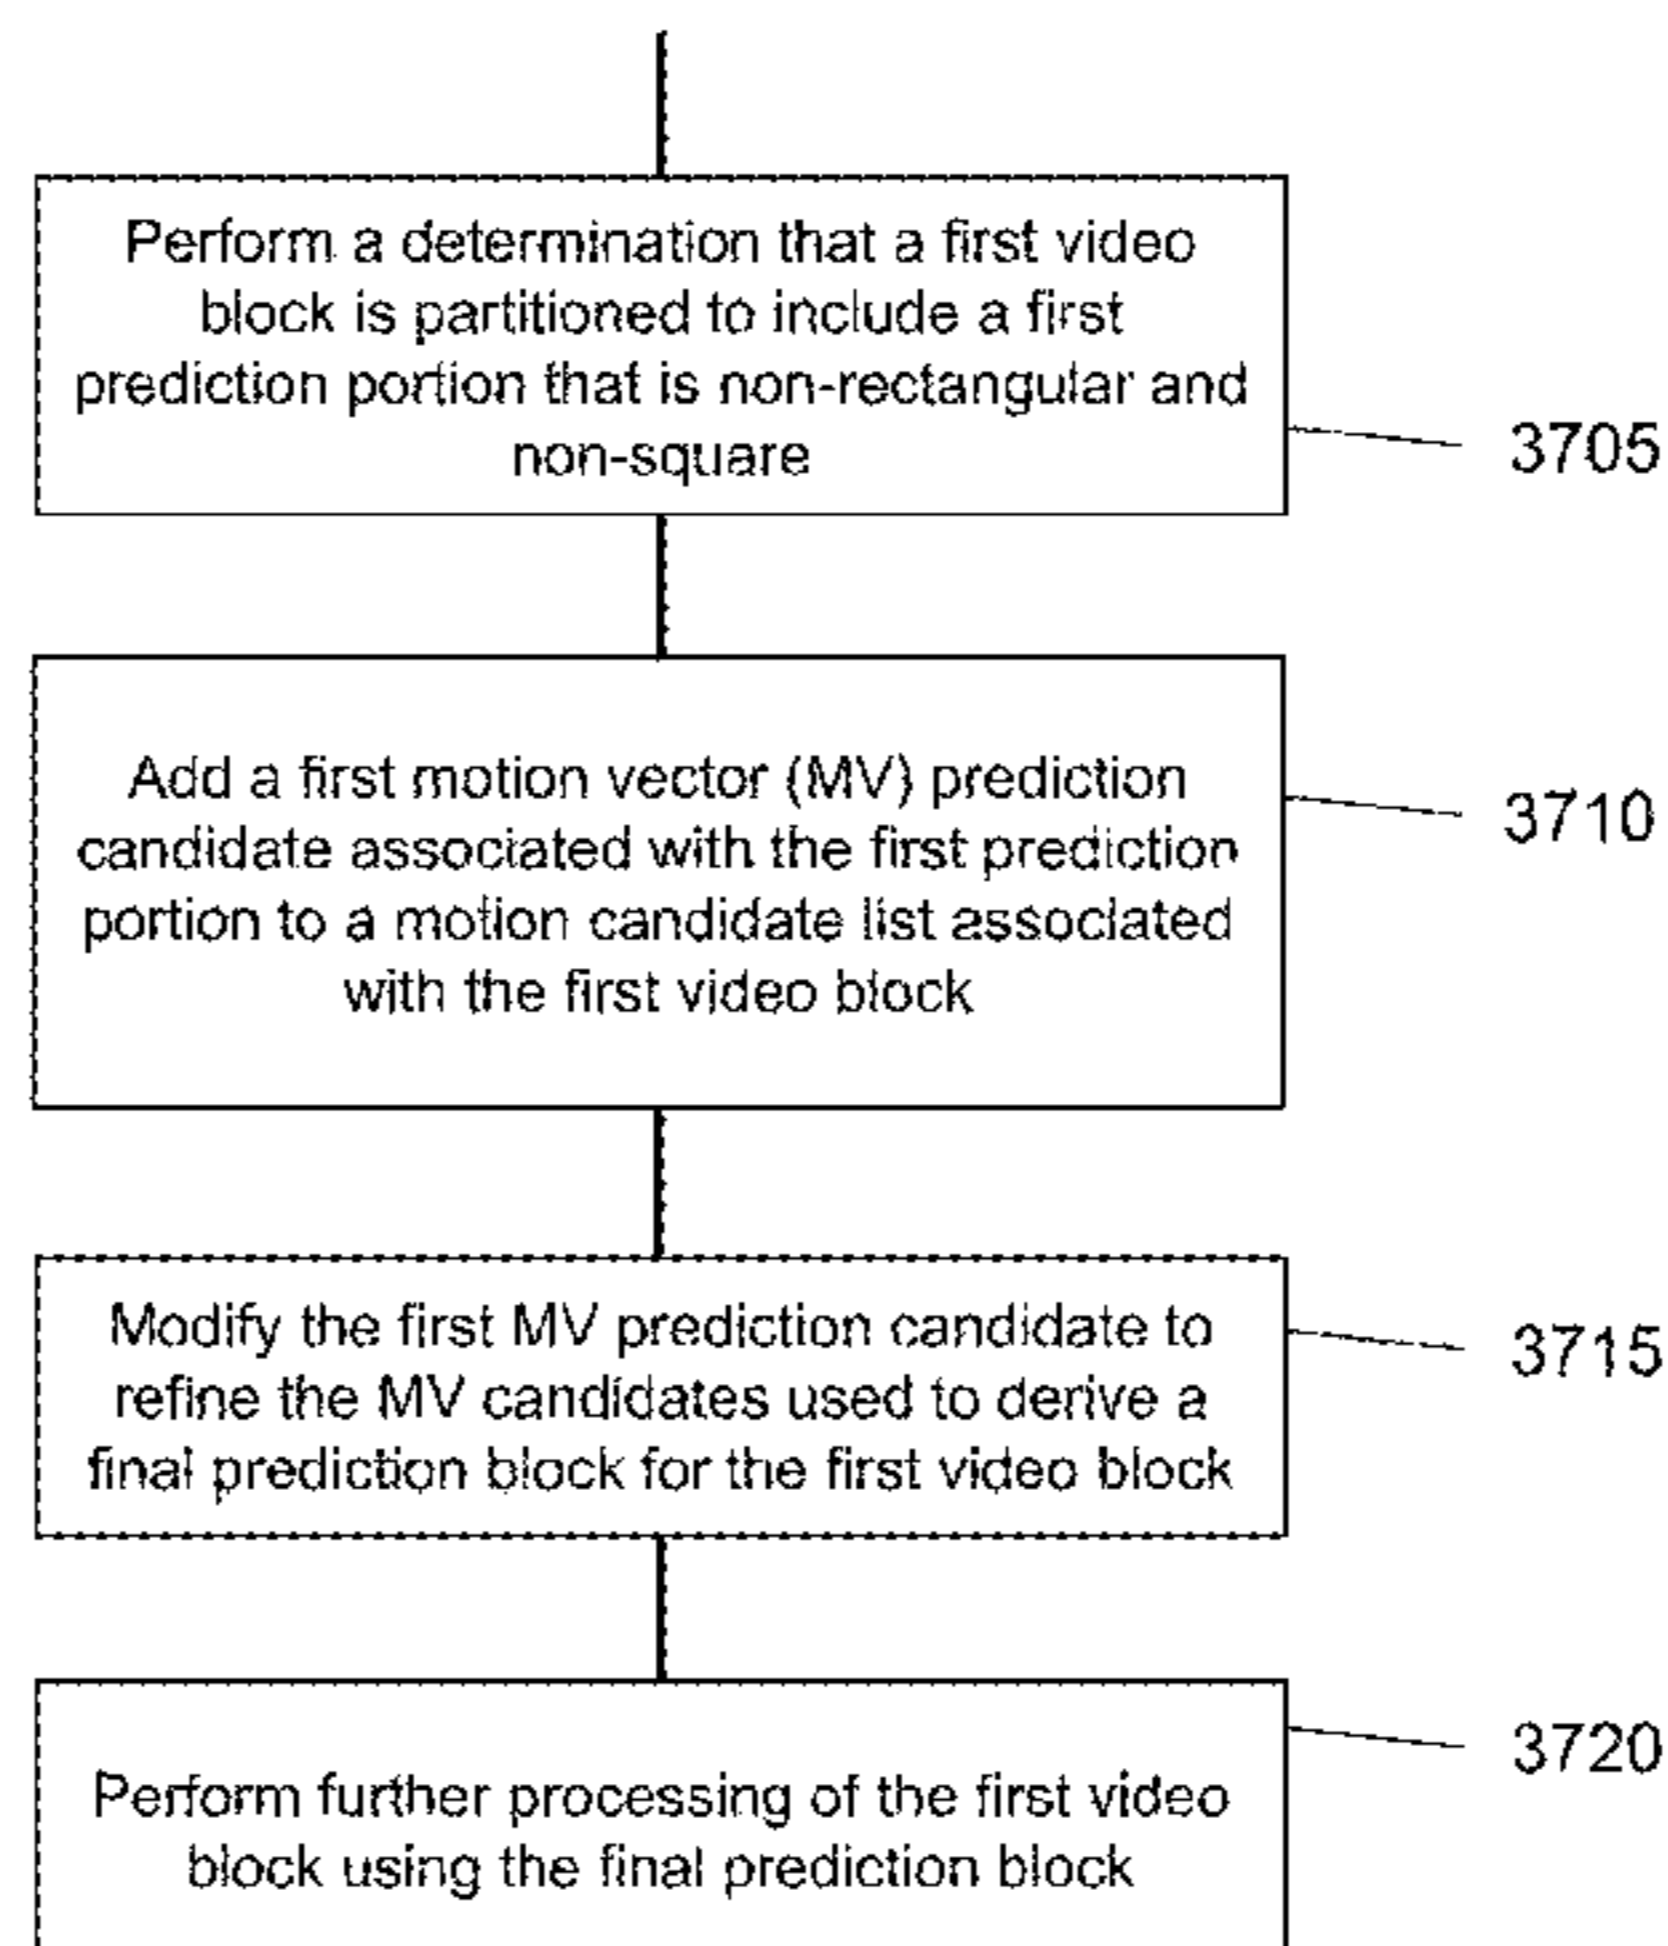 Perform a determination that a first video
block is partitioned to include a first
prediction portion that is non-rectangular and
non-square
3705
Add a first motion vector (MV) prediction
candidate associated with the first prediction
portion to a motion candidate list associated
with the first video block
3710
Modify the first MV prediction candidate to
refine the MV candidates used to derive a
final prediction block for the first video block
3715
Perform further processing of the first video
block using the final prediction block
3720